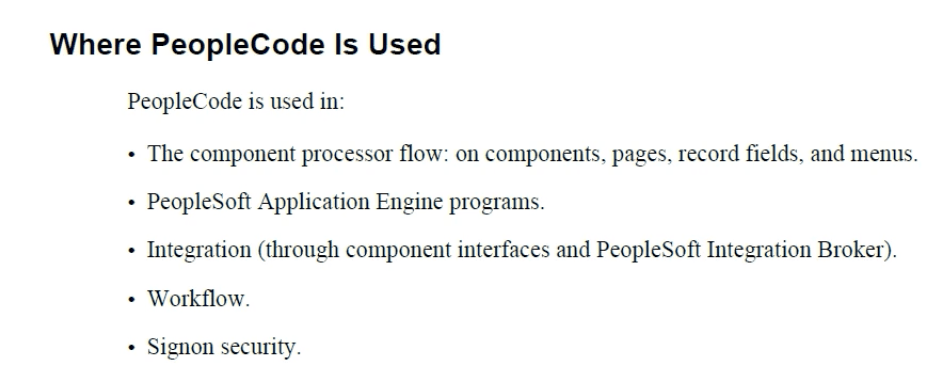 Where PeopleCode Is Used
PeopleCode is used in:
• The component processor flow: on components, pages, record fields, and menus.
• PeopleSoft Application Engine programs.
• Integration (through component interfaces and PeopleSoft Integration Broker).
• Workflow.
• Signon security.